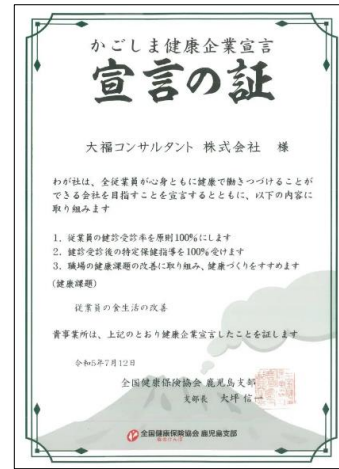 かごしま健康企業宣言
宣言の証
大福コンサルタント 株式会社 様
わが社は、全従業員が心身ともに健康で働きつづけることが
できる会社を目指すことを宣言するとともに、以下の内容に
取り組みます
1. 従業員の健診受診率を原則100%にします
2. 健診受診後の特定保健指導を100%受けます
3. 職場の健康課題の改善に取り組み、健康づくりをすすめます
(健康課題)
従業員の食生活の改善
貴事業所は、上記のとおり健康企業宣言したことを証します
令和5年7月12日
全国健康保険協会 鹿児島支部
支部長 大坪 信一
全国健康保険協会 鹿児島支部
協会けんぽ